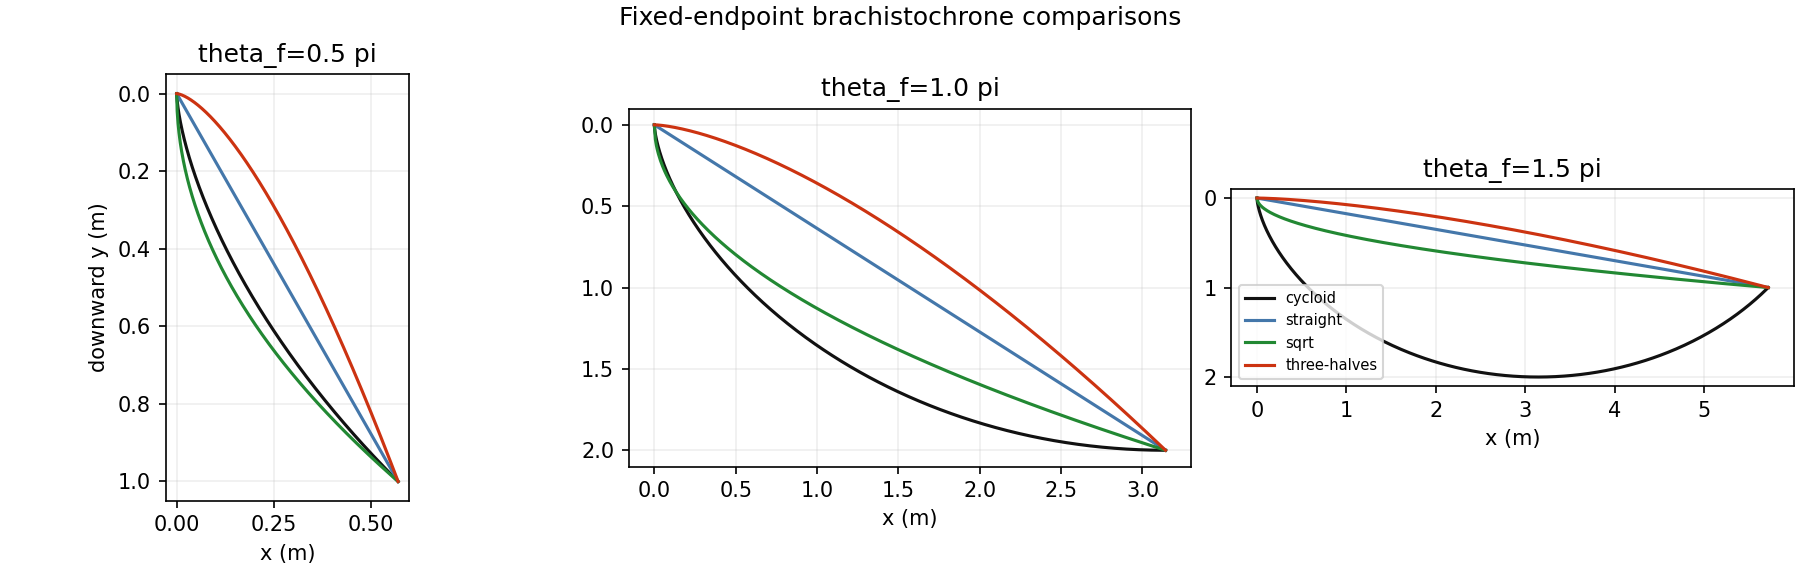 Fixed-endpoint brachistochrone comparisons
theta_f=0.5 pi
0.0
0.2
0.4
0.6
0.8
1.0
downward y (m)
0.00 0.25 0.50
x (m)
theta_f=1.0 pi
0.0
0.5
1.0
1.5
2.0
0.0 0.5 1.0 1.5 2.0 2.5 3.0
x (m)
theta_f=1.5 pi
0
1
2
cycloid
straight
sqrt
three-halves
0 1 2 3 4 5
x (m)